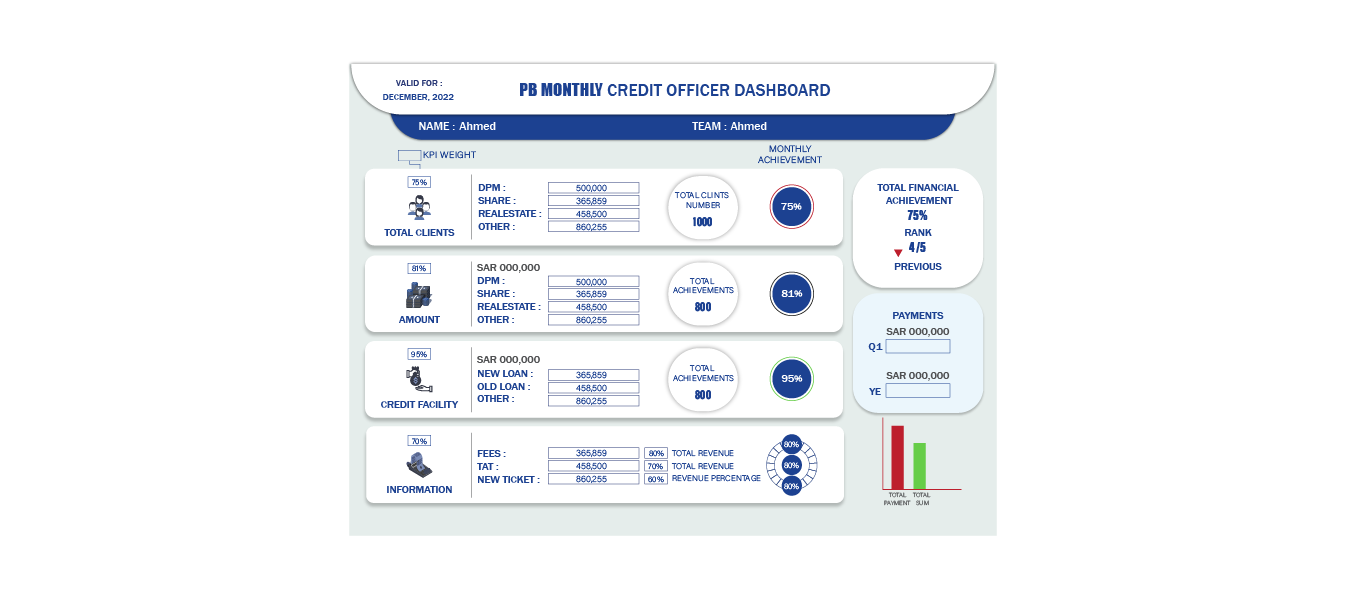 VALID FOR :
DECEMBER, 2022
PB MONTHLY CREDIT OFFICER DASHBOARD
NAME : Ahmed
TEAM : Ahmed
KPI WEIGHT
MONTHLY
ACHIEVEMENT
75%
TOTAL CLIENTS
DPM : 500,000
SHARE : 365,859
REALESTATE : 458,500
OTHER : 860,255
TOTAL CLINTS
NUMBER
1000
75%
81%
AMOUNT
SAR 000,000
DPM : 500,000
SHARE : 365,859
REALESTATE : 458,500
OTHER : 860,255
TOTAL
ACHIEVEMENTS
800
81%
95%
CREDIT FACILITY
SAR 000,000
NEW LOAN : 365,859
OLD LOAN : 458,500
OTHER : 860,255
TOTAL
ACHIEVEMENTS
800
95%
70%
INFORMATION
FEES : 365,859 80% TOTAL REVENUE
TAT : 458,500 70% TOTAL REVENUE
NEW TICKET : 860,255 60% REVENUE PERCENTAGE
80%
80%
80%
TOTAL FINANCIAL
ACHIEVEMENT
75%
RANK
4/5
PREVIOUS
PAYMENTS
SAR 000,000
Q1
SAR 000,000
YE
TOTAL
PAYMENT
TOTAL
SUM